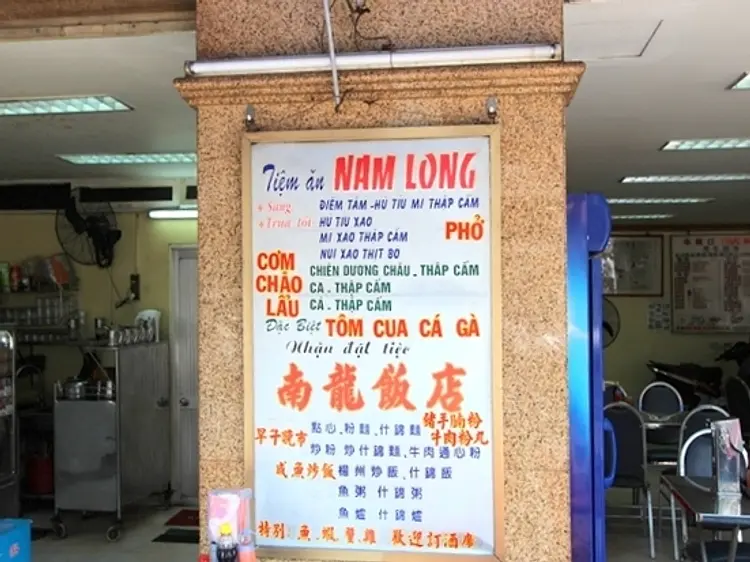 Tiệm ăn NAM LONG
+ Sáng ĐIỂM TÂM - HỦ TIU MÌ THẬP CẨM
+ Trưa tối: HỦ TIU XÀO PHỞ
MÌ XÀO THẬP CẨM
NUI XÀO THỊT BÒ
CƠM CHIÊN DƯƠNG CHÂU - THẬP CẨM
CHÁO CÁ - THẬP CẨM
LẨU CÁ - THẬP CẨM
Đặc Biệt TÔM CUA CÁ GÀ
Nhận đặt tiệc
南龍飯店
點心.粉麵.什錦麵 豬手腩粉
早子晚市 牛肉粉丸
炒粉 炒什錦麵.牛肉通心粉
咸魚炒飯 楊州炒飯.什錦飯
魚粥 什錦粥
魚爐 什錦爐
特別:魚.蝦.蟹.雞 歡迎訂酒席